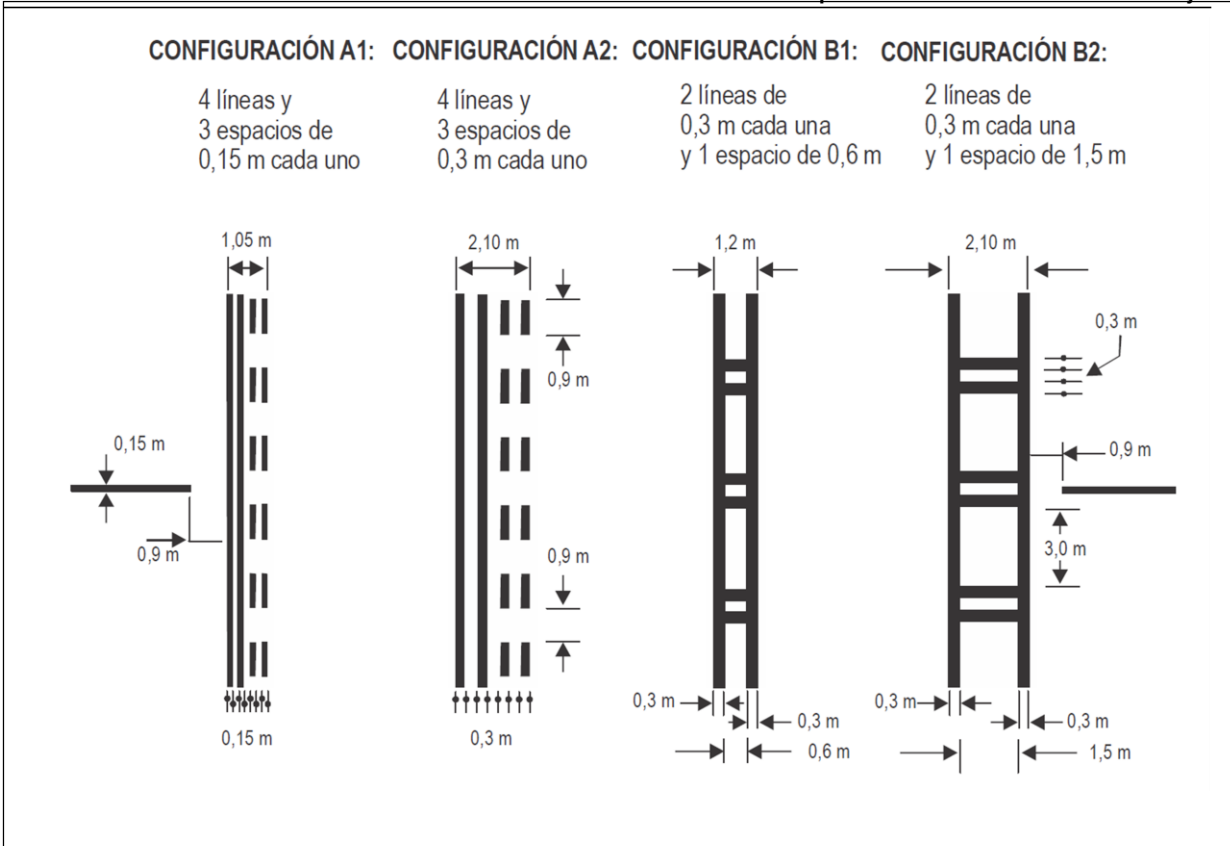 CONFIGURACIÓN A1:
4 líneas y
3 espacios de
0,15 m cada uno
CONFIGURACIÓN A2:
4 líneas y
3 espacios de
0,3 m cada uno
CONFIGURACIÓN B1:
2 líneas de
0,3 m cada una
y 1 espacio de 0,6 m
CONFIGURACIÓN B2:
2 líneas de
0,3 m cada una
y 1 espacio de 1,5 m
1,05 m
2,10 m
1,2 m
2,10 m
0,3 m
0,9 m
0,15 m
0,9 m
0,9 m
0,9 m
3,0 m
0,3 m
0,3 m
0,3 m
0,3 m
0,15 m
0,3 m
0,6 m
1,5 m